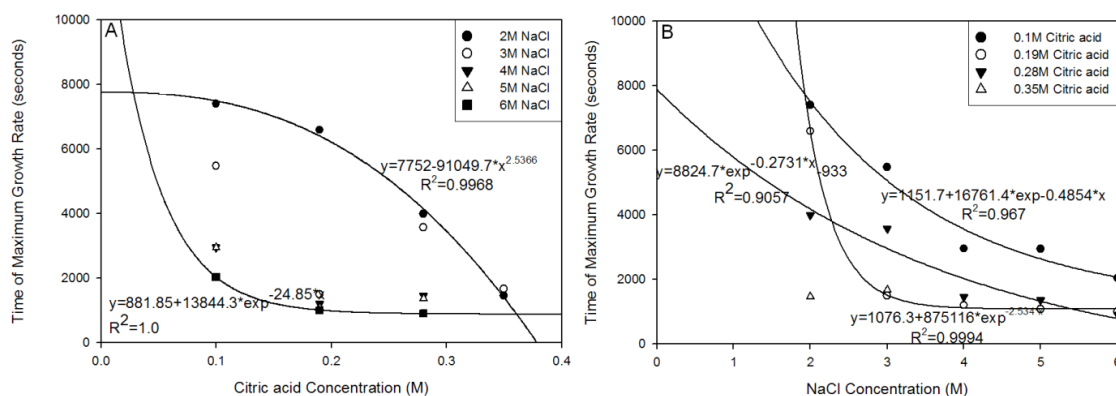 A
Time of Maximum Growth Rate (seconds)
10000
8000
6000
4000
2000
0
0.0
0.1
0.2
0.3
0.4
Citric acid Concentration (M)
2M NaCl
3M NaCl
4M NaCl
5M NaCl
6M NaCl
y=7752-91049.7*x^2.5366
R²=0.9968
y=881.85+13844.3*exp^-24.85*x
R²=1.0
B
Time of Maximum Growth Rate (seconds)
10000
8000
6000
4000
2000
0
0
1
2
3
4
5
6
NaCl Concentration (M)
0.1M Citric acid
0.19M Citric acid
0.28M Citric acid
0.35M Citric acid
y=8824.7*exp^-0.2731*x-933
R²=0.9057
y=1151.7+16761.4*exp-0.4854*x
R²=0.967
y=1076.3+875116*exp^-2.534
R²=0.9994